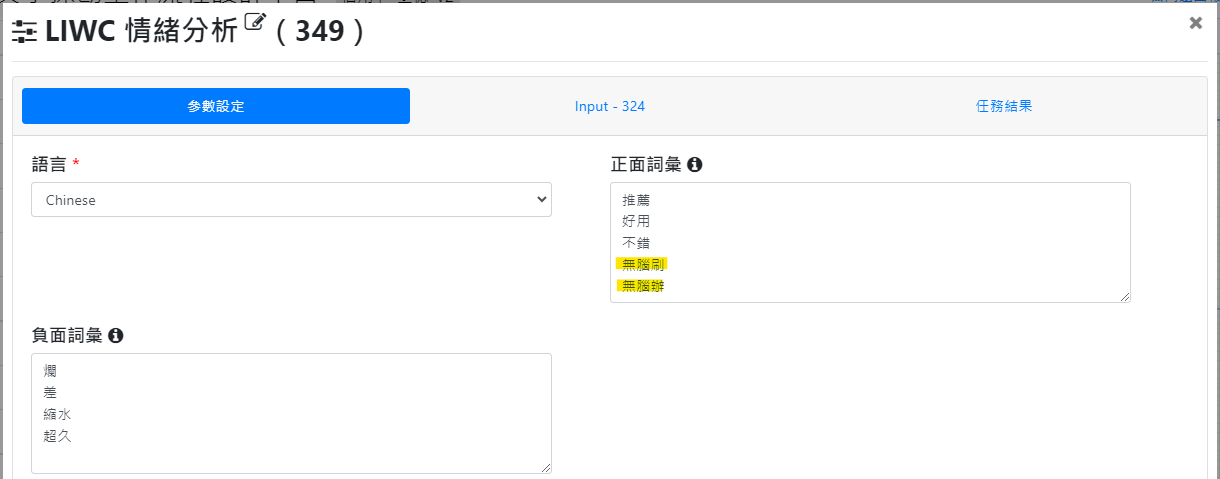 LIWC 情緒分析 ( 349 )
×
參數設定
Input - 324
任務結果
語言 *
Chinese
正面詞彙
推薦
好用
不錯
無腦刷
無腦辦
負面詞彙
爛
差
縮水
超久